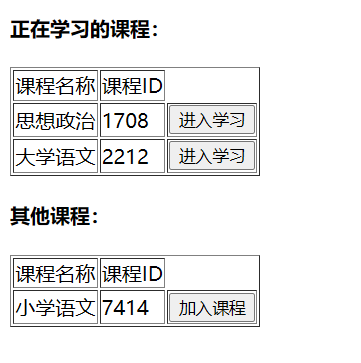 正在学习的课程：
课程名称 课程ID
思想政治 1708 进入学习
大学语文 2212 进入学习
其他课程：
课程名称 课程ID
小学语文 7414 加入课程